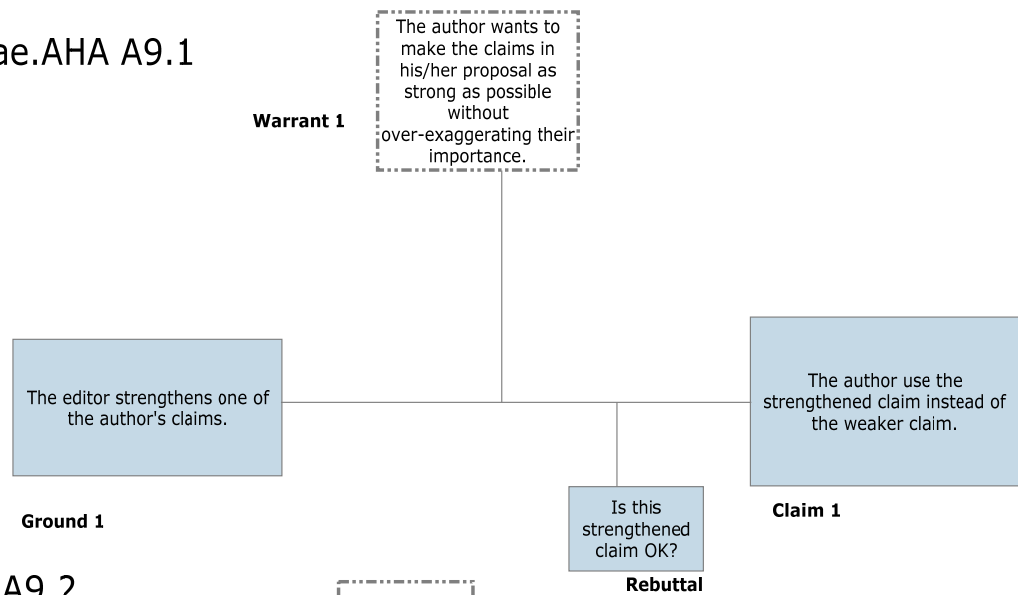 ae.AHA A9.1
Warrant 1
The author wants to
make the claims in
his/her proposal as
strong as possible
without
over-exaggerating their
importance.
The editor strengthens one of
the author's claims.
Ground 1
The author use the
strengthened claim instead of
the weaker claim.
Claim 1
Is this
strengthened
claim OK?
Rebuttal
A9.2